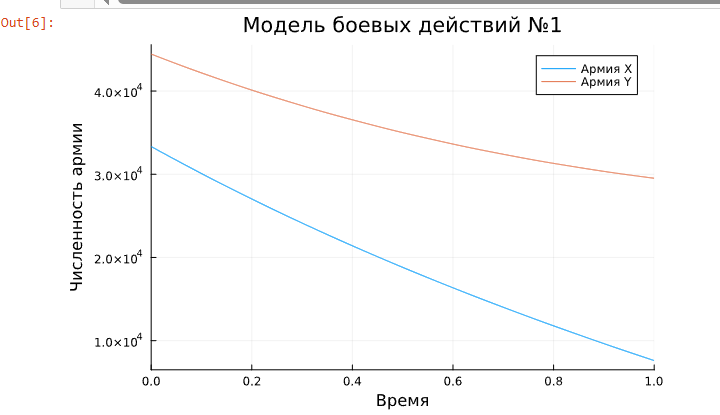 Out[6]:
Модель боевых действий №1
Армия X
Армия Y
4.0×10⁴
3.0×10⁴
2.0×10⁴
1.0×10⁴
Численность армии
0.0 0.2 0.4 0.6 0.8 1.0
Время